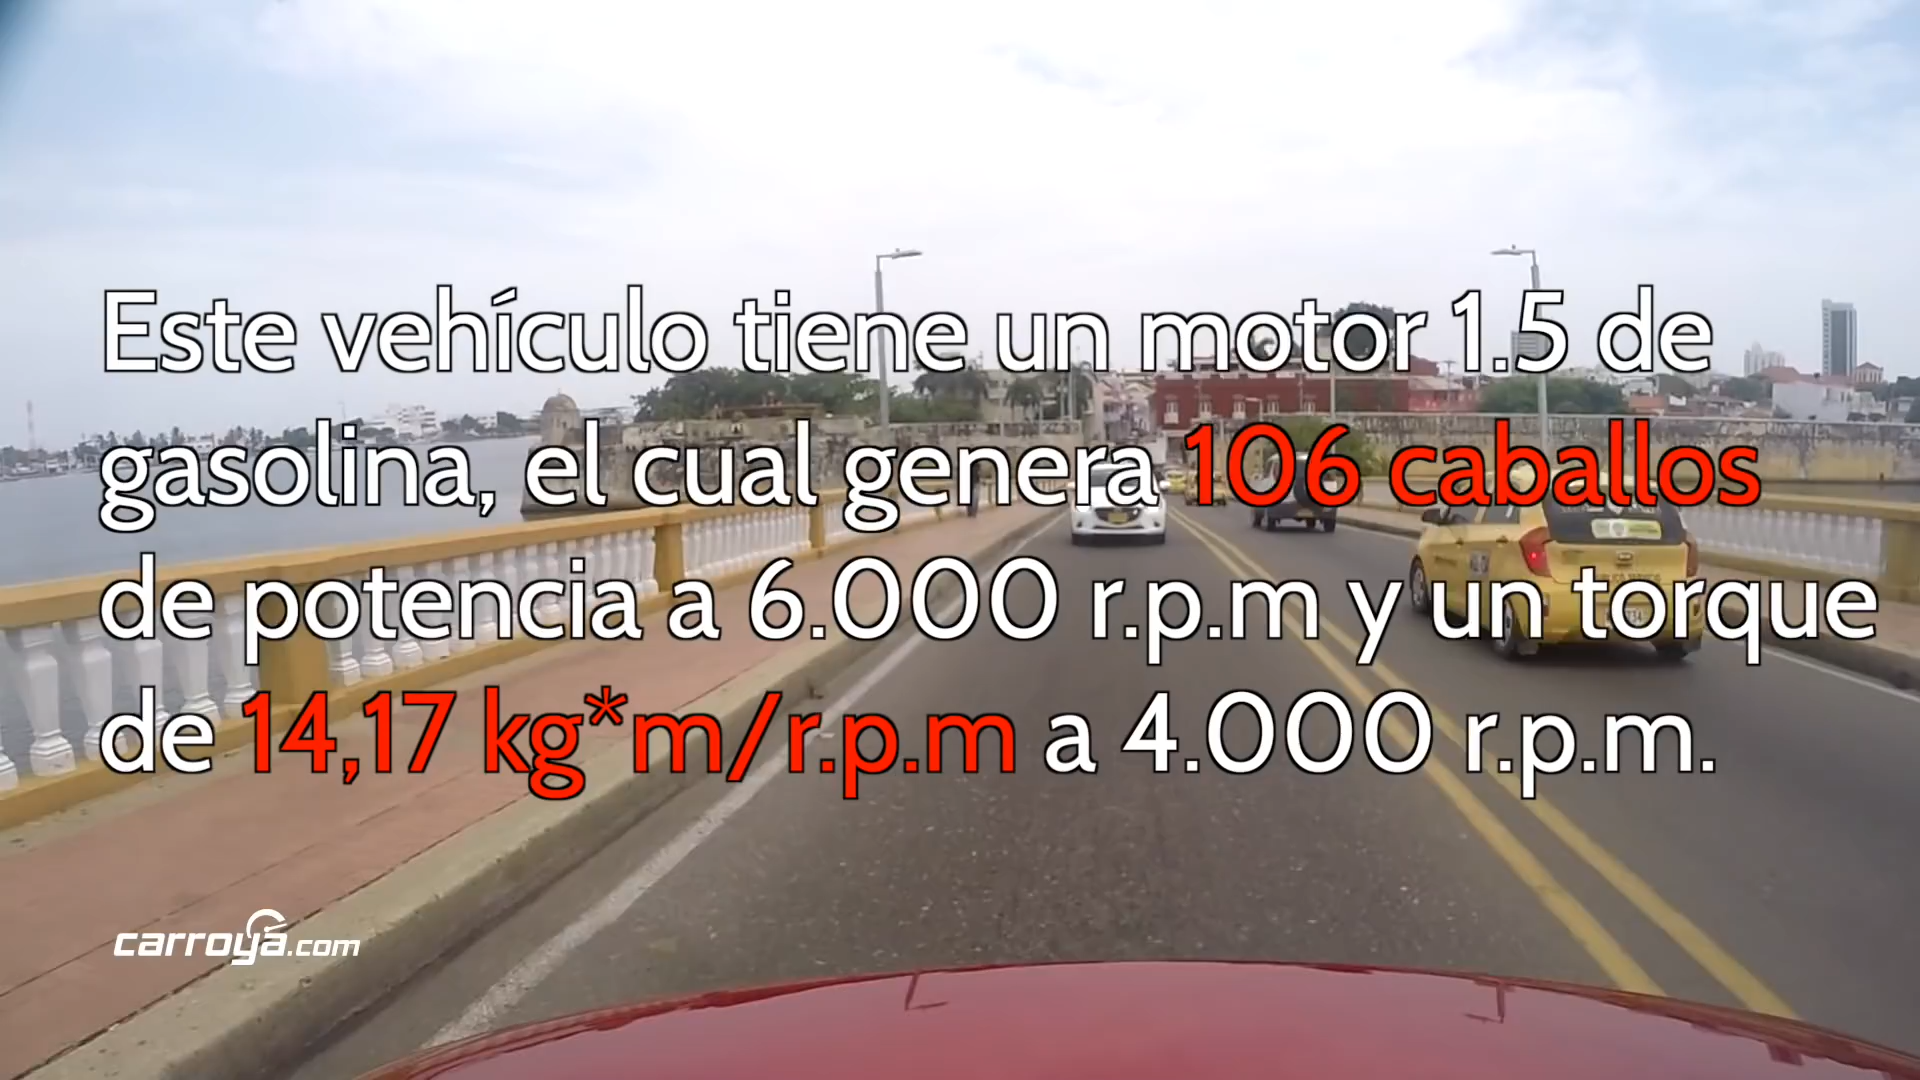 Este vehículo tiene un motor 1.5 de
gasolina, el cual genera 106 caballos
de potencia a 6.000 r.p.m y un torque
de 14,17 kg*m/r.p.m a 4.000 r.p.m.
carroya.com